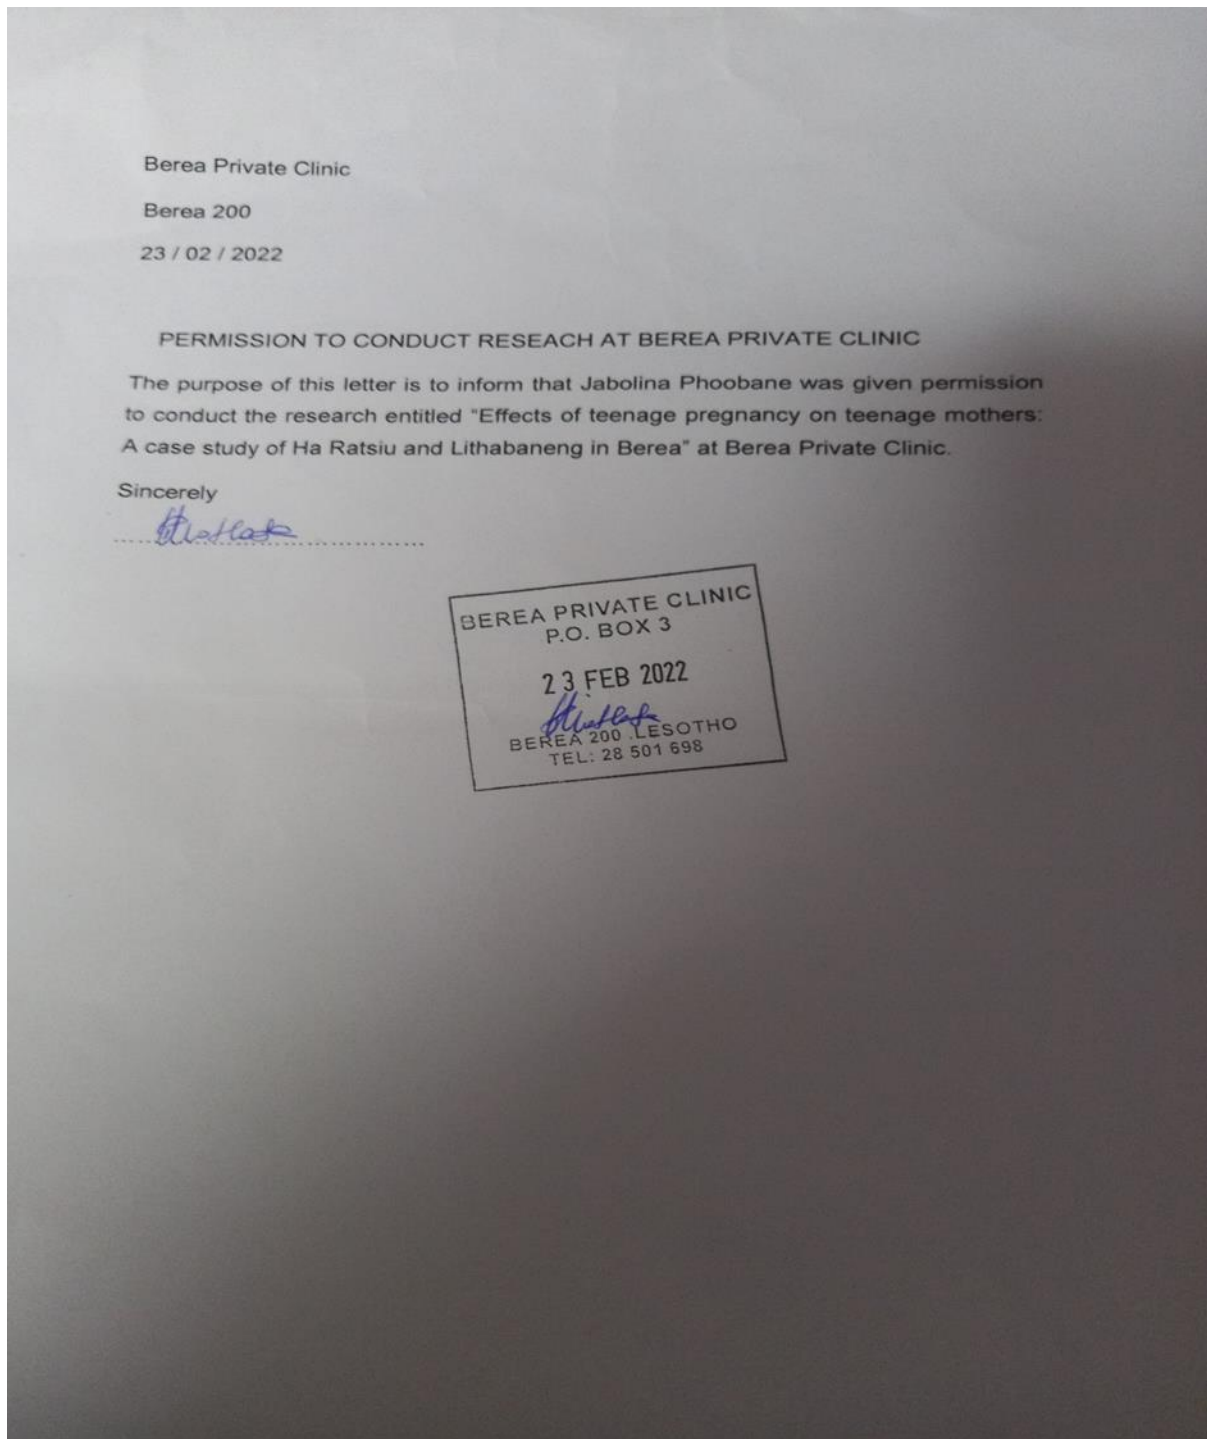 Berea Private Clinic
Berea 200
23 / 02 / 2022
PERMISSION TO CONDUCT RESEACH AT BEREA PRIVATE CLINIC
The purpose of this letter is to inform that Jabolina Phoobane was given permission
to conduct the research entitled "Effects of teenage pregnancy on teenage mothers:
A case study of Ha Ratsiu and Lithabaneng in Berea" at Berea Private Clinic.
Sincerely
BEREA PRIVATE CLINIC
P.O. BOX 3
23 FEB 2022
BEREA 200 .LESOTHO
TEL: 28 501 698